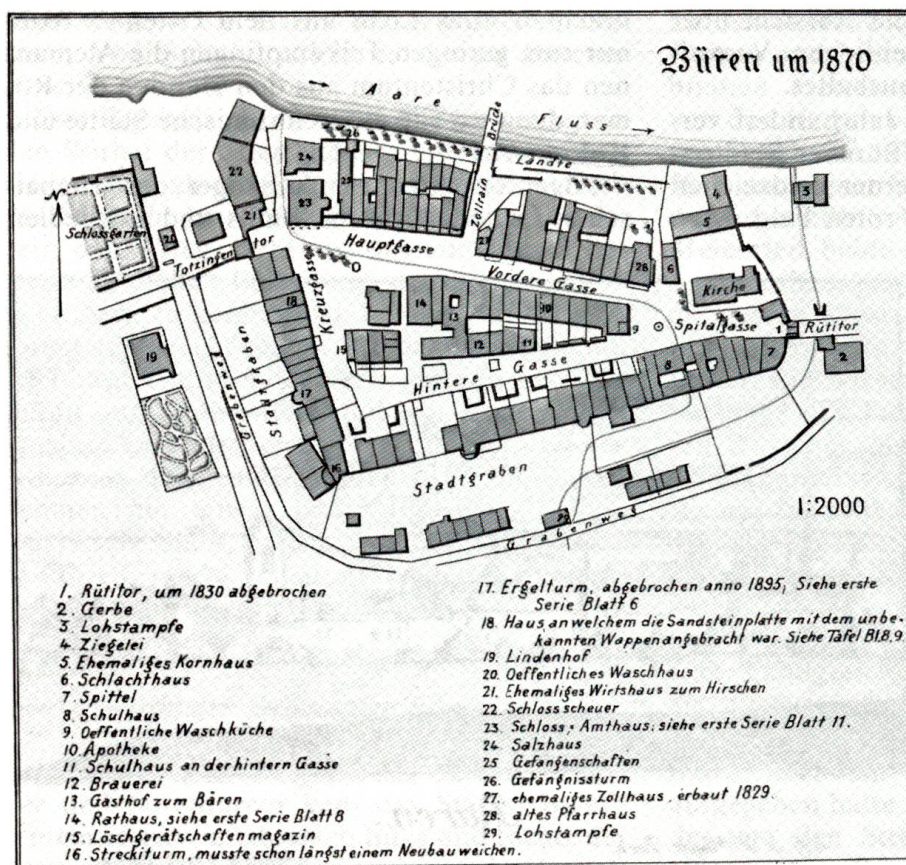 Büren um 1870
Aare
Fluss
Brücke
Ländte
Zollrain
Schlossgarten
Totzingentor
Hauptgasse
Vordere Gasse
Kreuzgasse
Kirche
Spitalgasse
Rütitor
Hintere Gasse
Grabenweg
Stadtgraben
Stadtgraben
Grabenweg
1:2000
N
1. Rütitor, um 1830 abgebrochen
2. Gerbe
3. Lohstampfe
4. Ziegelei
5. Ehemaliges Kornhaus
6. Schlachthaus
7. Spittel
8. Schulhaus
9. Oeffentliche Waschküche
10. Apotheke
11. Schulhaus an der hintern Gasse
12. Brauerei
13. Gasthof zum Bären
14. Rathaus, siehe erste Serie Blatt 8
15. Löschgerätschaftenmagazin
16. Streckiturm, musste schon längst einem Neubau weichen.
17. Ergelturm, abgebrochen anno 1895, Siehe erste
Serie Blatt 6
18. Haus an welchem die Sandsteinplatte mit dem unbe-
kannten Wappen angebracht war. Siehe Tafel Bl. 8, 9.
19. Lindenhof
20. Oeffentliches Waschhaus
21. Ehemaliges Wirtshaus zum Hirschen
22. Schloss scheuer
23. Schloss; Amthaus; siehe erste Serie Blatt 11.
24. Salzhaus
25 Gefangenschaften
26. Gefängnissturm
27. ehemaliges Zollhaus, erbaut 1829.
28. altes Pfarrhaus
29. Lohstampfe